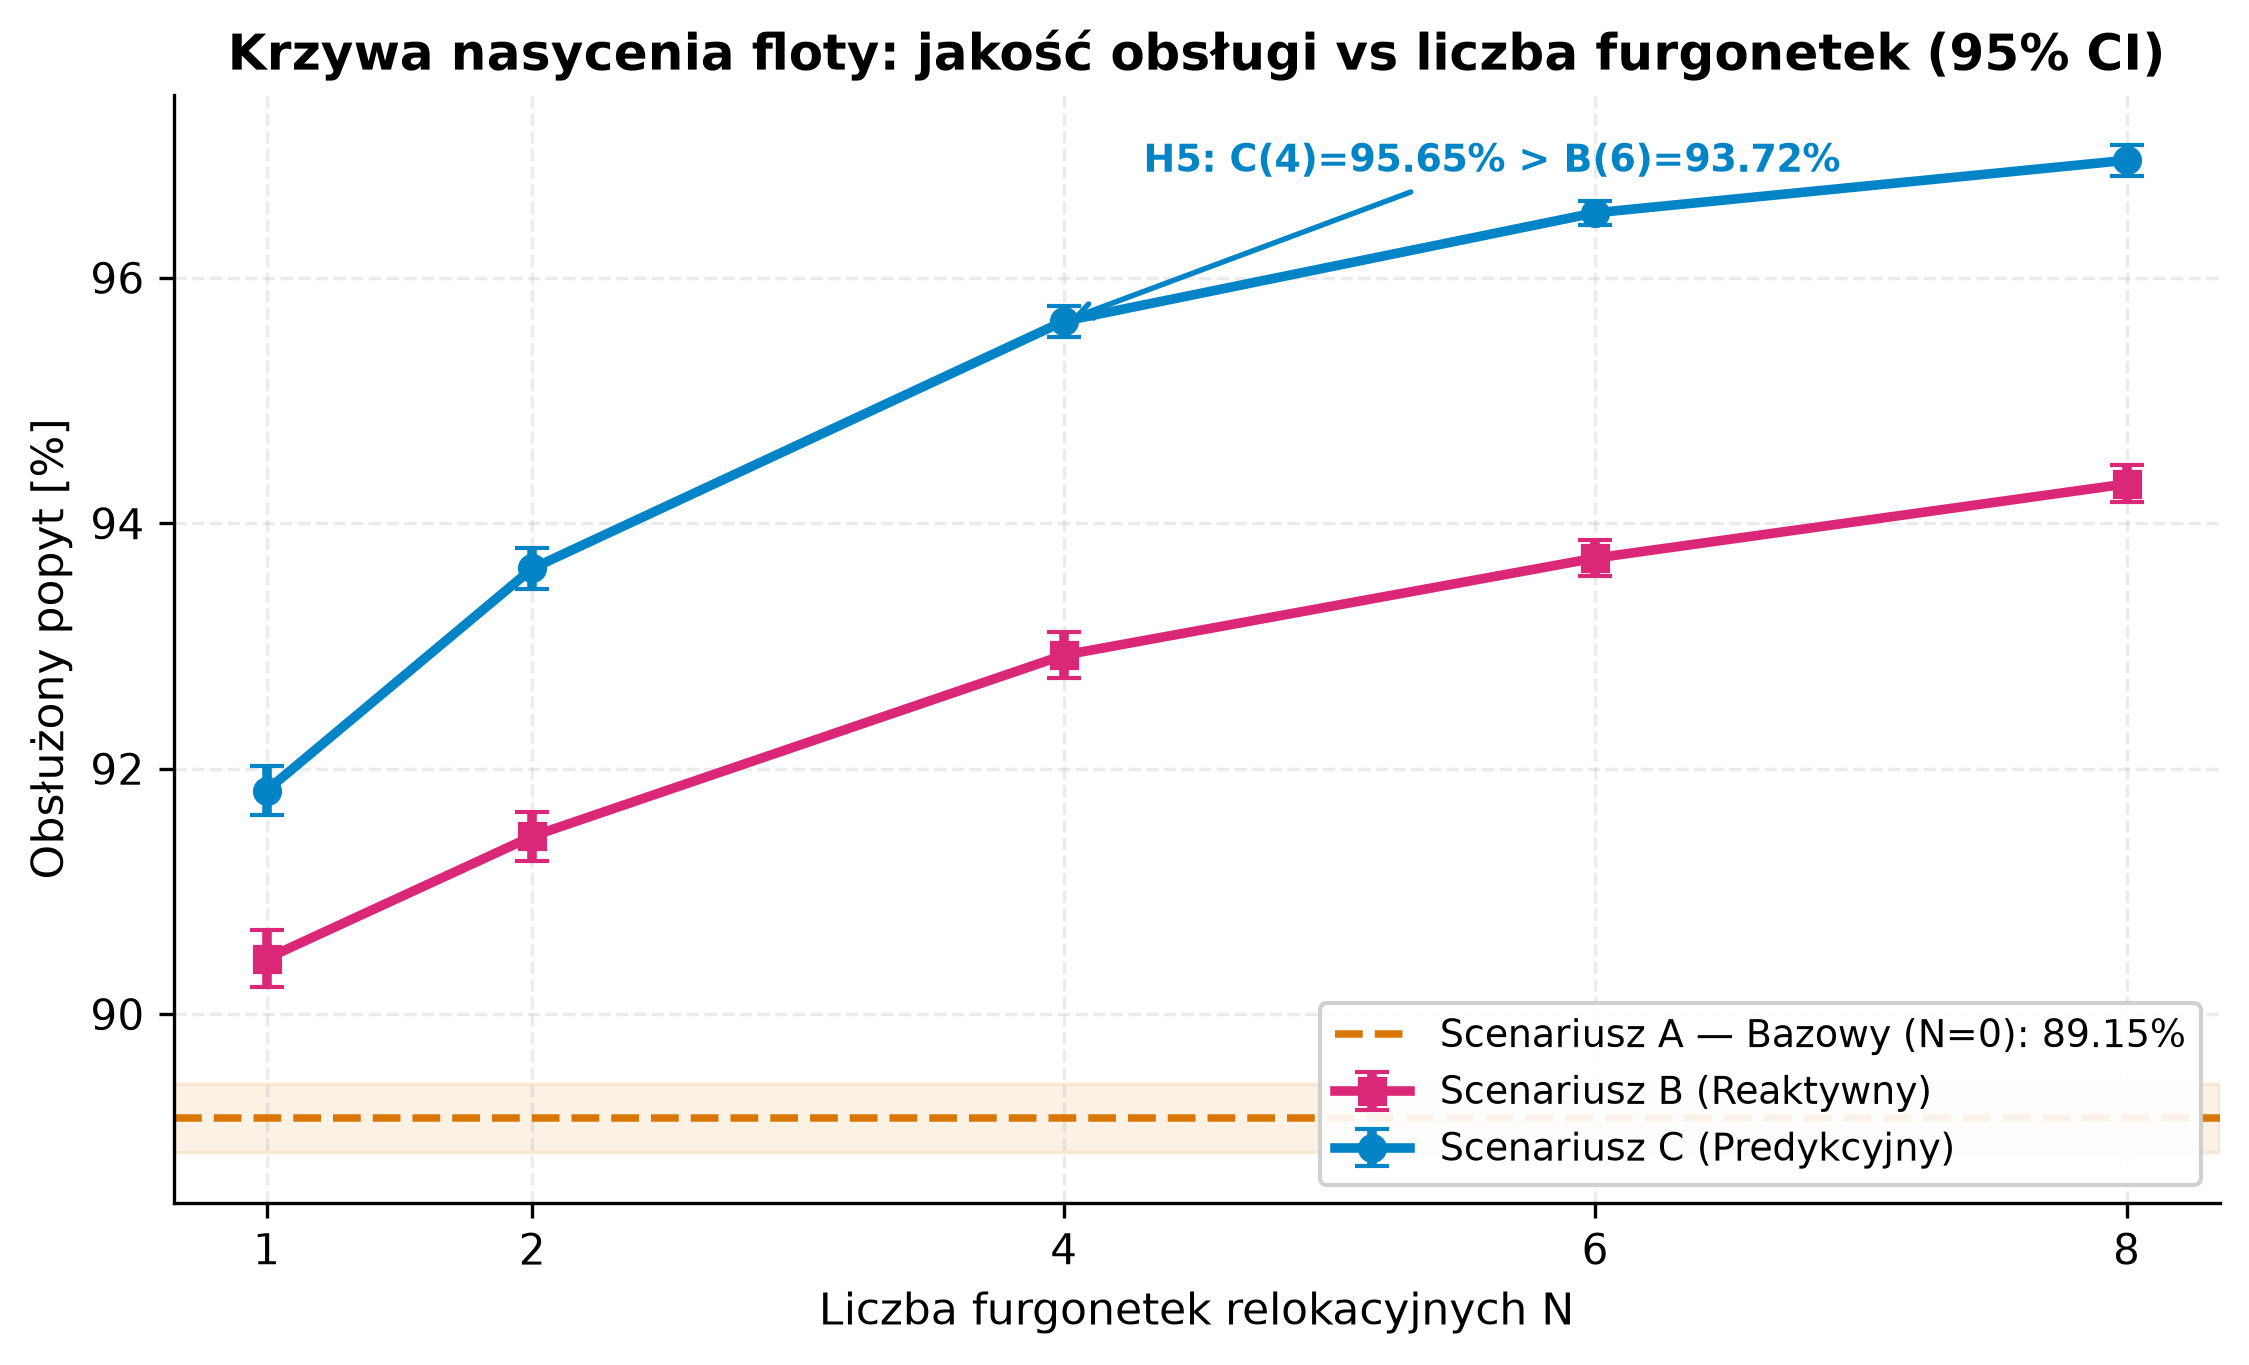 Krzywa nasycenia floty: jakość obsługi vs liczba furgonetek (95% CI)
H5: C(4)=95.65% > B(6)=93.72%
Obsłużony popyt [%]
96
94
92
90
Scenariusz A — Bazowy (N=0): 89.15%
Scenariusz B (Reaktywny)
Scenariusz C (Predykcyjny)
1 2 4 6 8
Liczba furgonetek relokacyjnych N